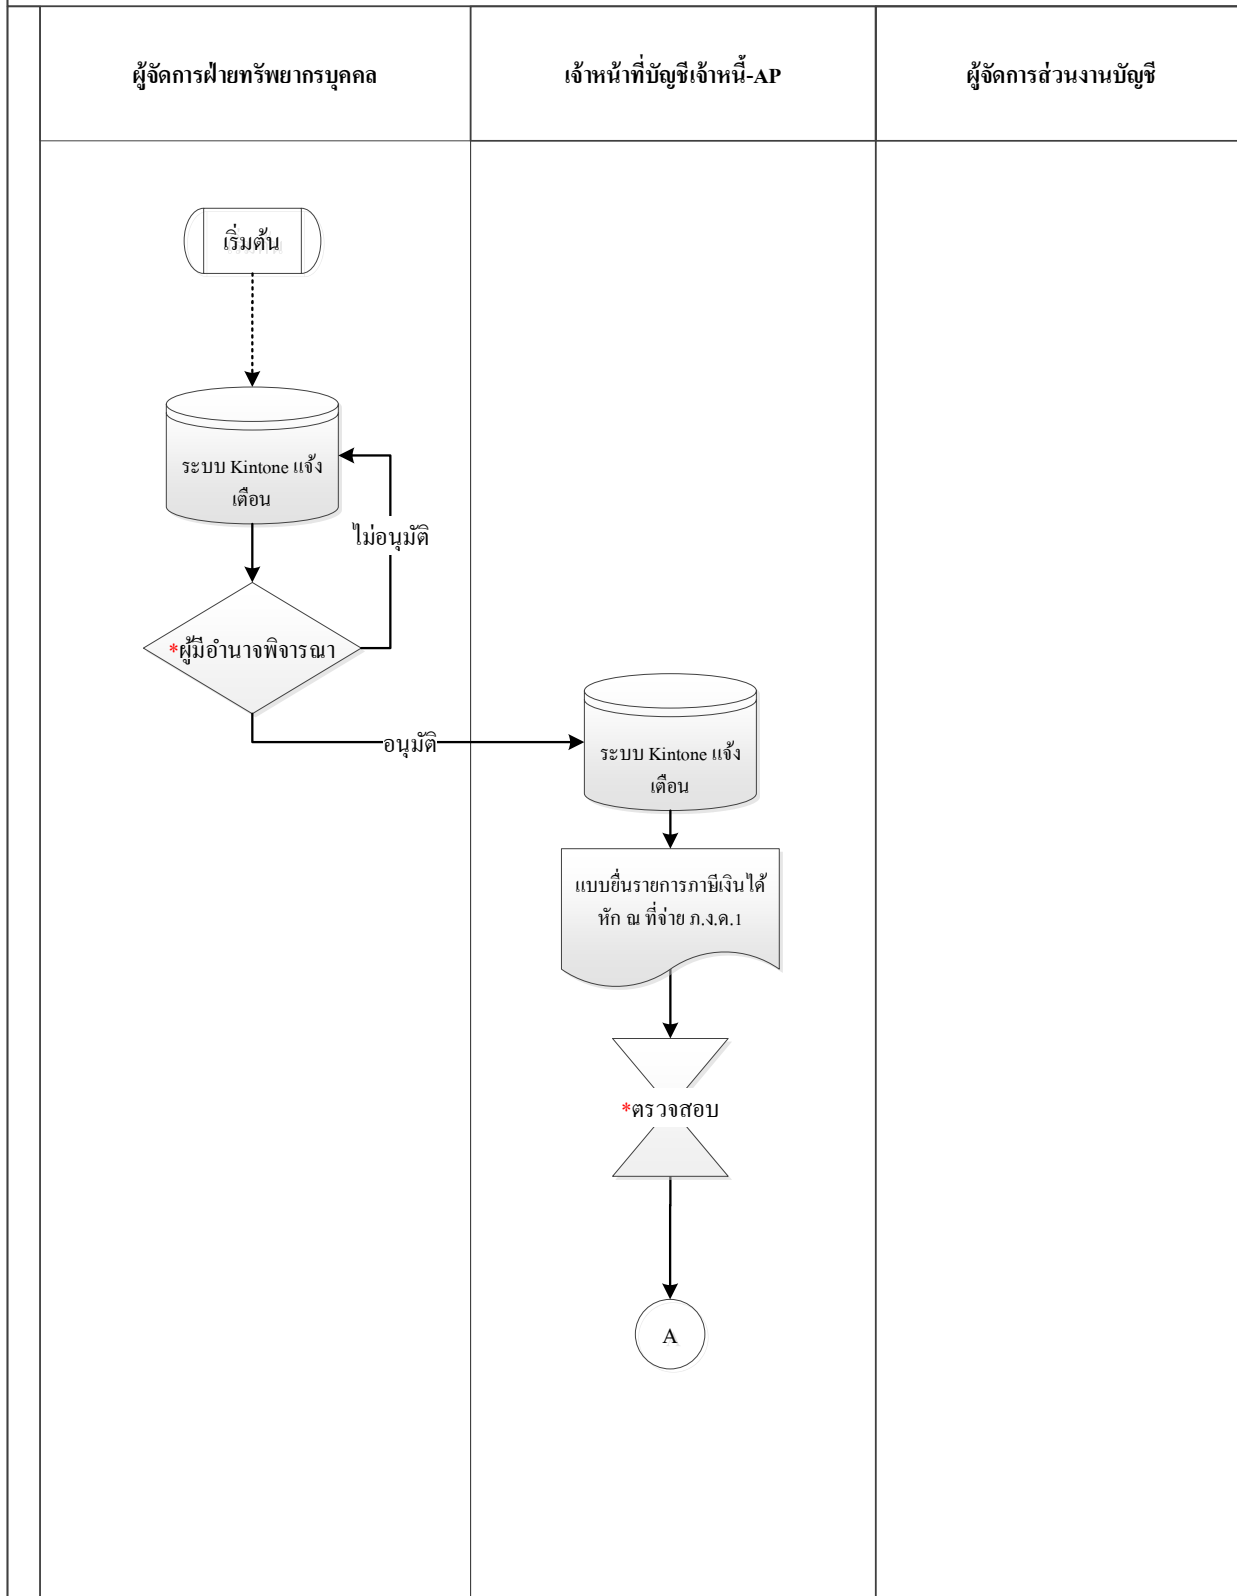 ผู้จัดการฝ่ายทรัพยากรบุคคล
เจ้าหน้าที่บัญชีเจ้าหนี้-AP
ผู้จัดการส่วนงานบัญชี
เริ่มต้น
ระบบ Kintone แจ้ง
เตือน
ไม่อนุมัติ
*ผู้มีอำนาจพิจารณา
อนุมัติ
ระบบ Kintone แจ้ง
เตือน
แบบยื่นรายการภาษีเงินได้
หัก ณ ที่จ่าย ภ.ง.ด.1
*ตรวจสอบ
A